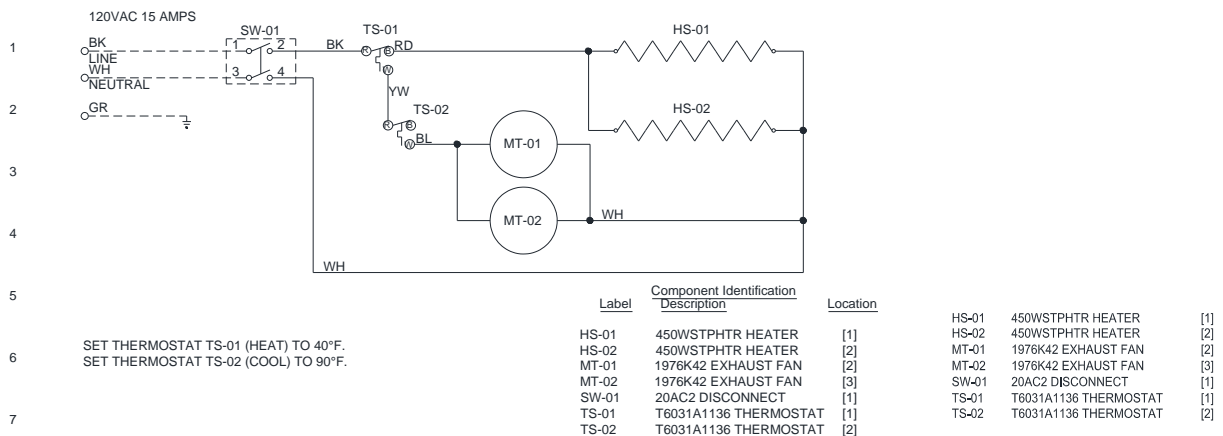 120VAC 15 AMPS
SW-01 TS-01 HS-01
1 BK 1 2 BK R B RD
LINE
WH 3 4 W
NEUTRAL
YW
2 GR TS-02 HS-02
R B
W BL MT-01
3
MT-02 WH
4
WH
5 Component Identification
Label Description Location
HS-01 450WSTPHTR HEATER [1]
HS-02 450WSTPHTR HEATER [2]
MT-01 1976K42 EXHAUST FAN [2]
MT-02 1976K42 EXHAUST FAN [3]
SW-01 20AC2 DISCONNECT [1]
TS-01 T6031A1136 THERMOSTAT [1]
TS-02 T6031A1136 THERMOSTAT [2]
HS-01 450WSTPHTR HEATER [1]
HS-02 450WSTPHTR HEATER [2]
MT-01 1976K42 EXHAUST FAN [2]
MT-02 1976K42 EXHAUST FAN [3]
SW-01 20AC2 DISCONNECT [1]
TS-01 T6031A1136 THERMOSTAT [1]
TS-02 T6031A1136 THERMOSTAT [2]
SET THERMOSTAT TS-01 (HEAT) TO 40°F.
6 SET THERMOSTAT TS-02 (COOL) TO 90°F.
7